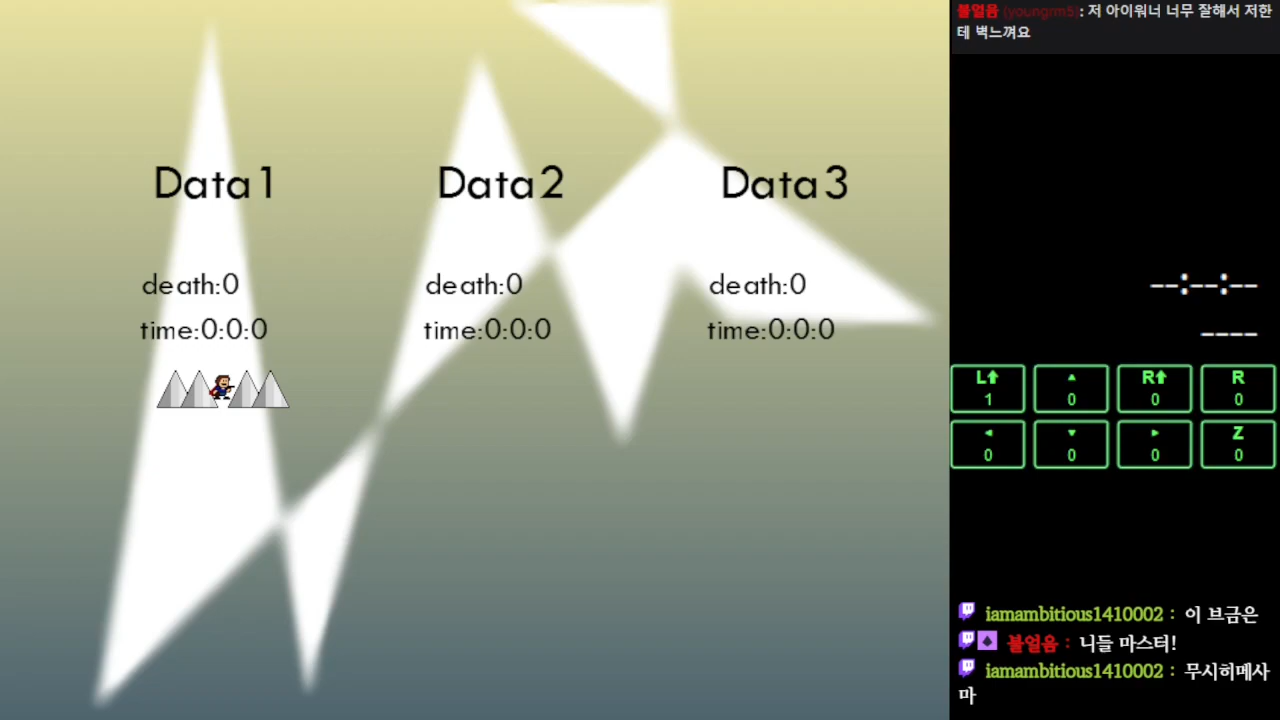 불얼음 (youngrm5): 저 아이워너 너무 잘해서 저한
테 벽느껴요
Data1
Data2
Data3
death:0
death:0
death:0
time:0:0:0
time:0:0:0
time:0:0:0
--:--:--
----
L⬆
▲
R⬆
R
1
0
0
0
◄
▼
►
Z
0
0
0
0
iamambitious1410002 : 이 브금은
불얼음 : 니들 마스터!
iamambitious1410002 : 무시히메사
마